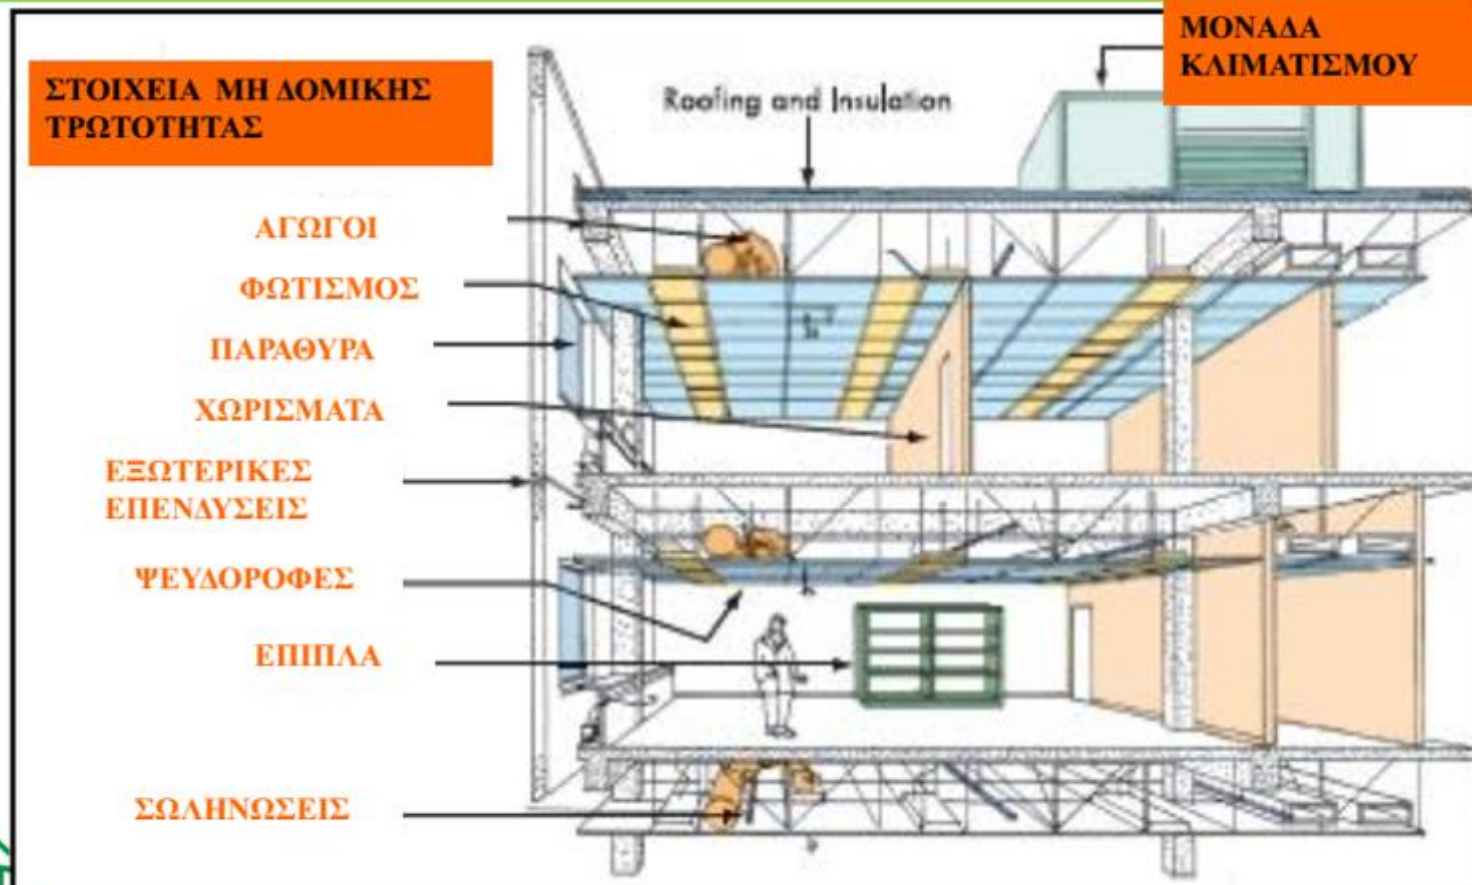 ΜΟΝΑΔΑ
ΚΛΙΜΑΤΙΣΜΟΥ
ΣΤΟΙΧΕΙΑ ΜΗ ΔΟΜΙΚΗΣ
ΤΡΩΤΟΤΗΤΑΣ
Roofing and Insulation
ΑΓΩΓΟΙ
ΦΩΤΙΣΜΟΣ
ΠΑΡΑΘΥΡΑ
ΧΩΡΙΣΜΑΤΑ
ΕΞΩΤΕΡΙΚΕΣ
ΕΠΕΝΔΥΣΕΙΣ
ΨΕΥΔΟΡΟΦΕΣ
ΕΠΙΠΛΑ
ΣΩΛΗΝΩΣΕΙΣ